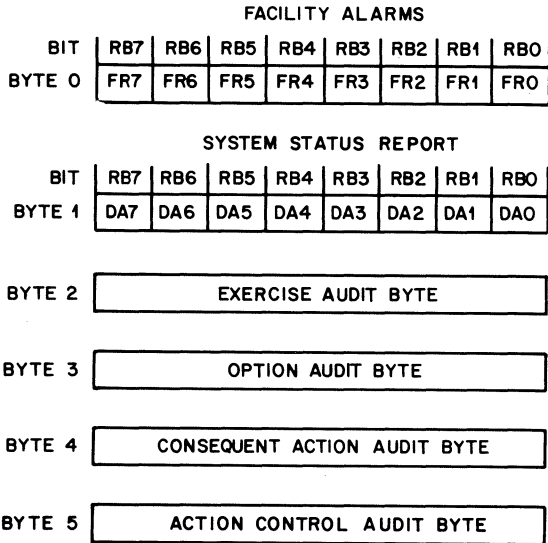 FACILITY ALARMS
BIT RB7 RB6 RB5 RB4 RB3 RB2 RB1 RB0
BYTE 0 FR7 FR6 FR5 FR4 FR3 FR2 FR1 FR0
SYSTEM STATUS REPORT
BIT RB7 RB6 RB5 RB4 RB3 RB2 RB1 RB0
BYTE 1 DA7 DA6 DA5 DA4 DA3 DA2 DA1 DA0
BYTE 2 EXERCISE AUDIT BYTE
BYTE 3 OPTION AUDIT BYTE
BYTE 4 CONSEQUENT ACTION AUDIT BYTE
BYTE 5 ACTION CONTROL AUDIT BYTE